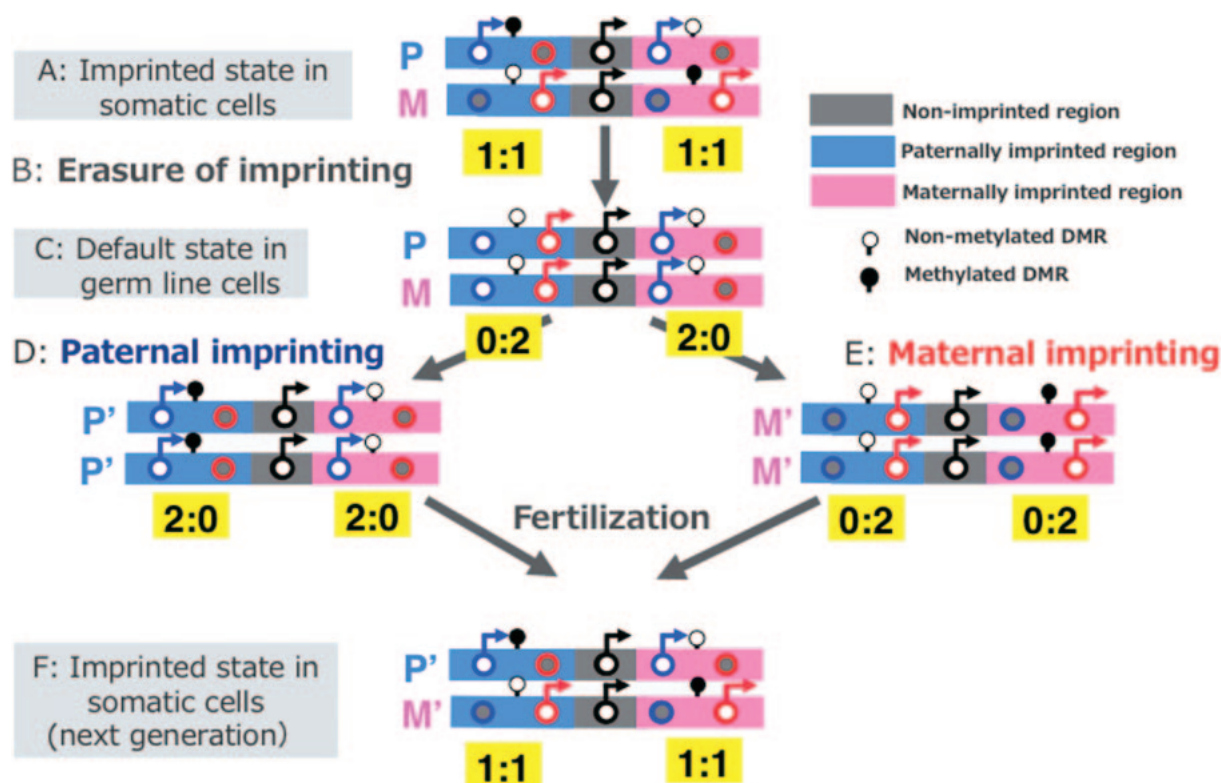 A: Imprinted state in
somatic cells
P
M
1:1
1:1
B: Erasure of imprinting
Non-imprinted region
Paternally imprinted region
Maternally imprinted region
Non-metylated DMR
Methylated DMR
C: Default state in
germ line cells
P
M
0:2
2:0
D: Paternal imprinting
P'
P'
2:0
2:0
E: Maternal imprinting
M'
M'
0:2
0:2
Fertilization
F: Imprinted state in
somatic cells
(next generation)
P'
M'
1:1
1:1